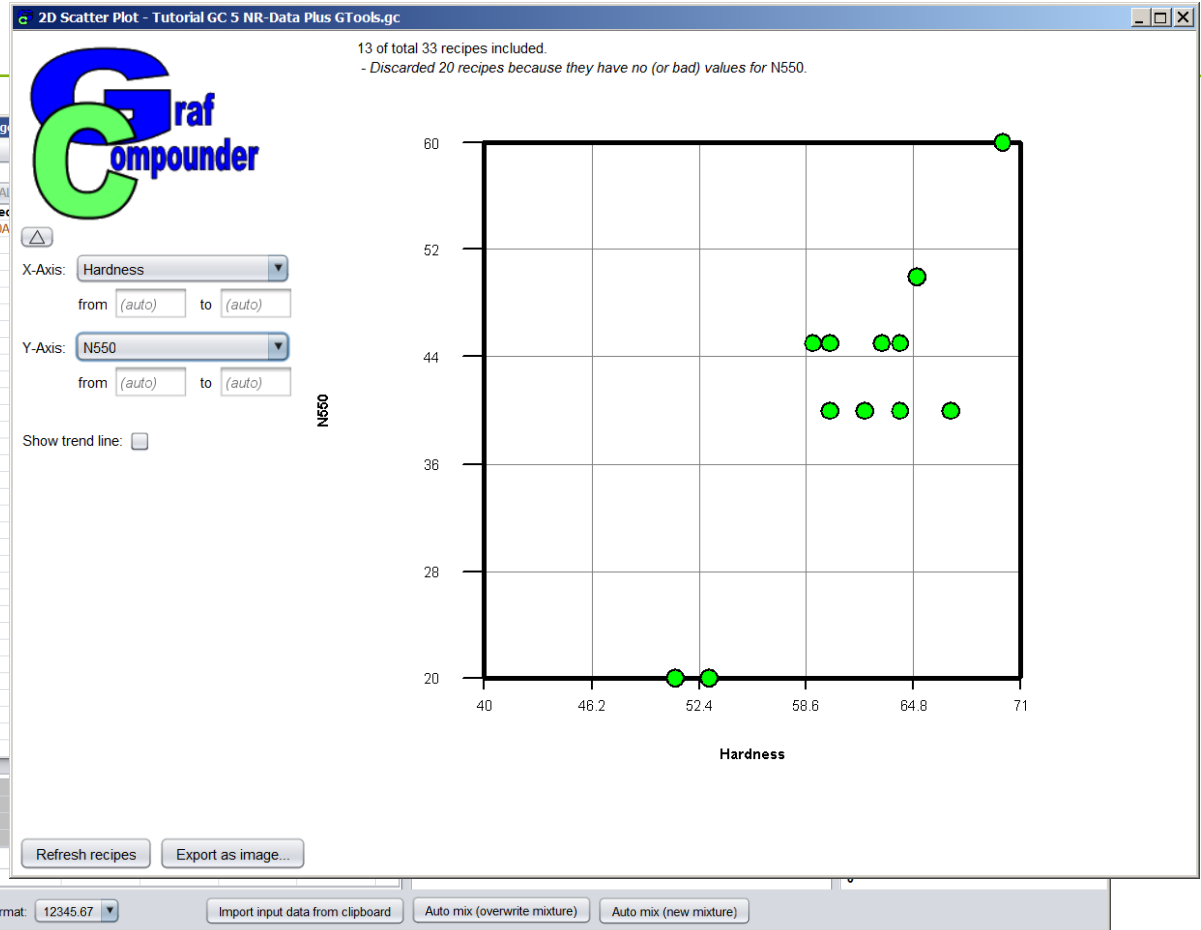 2D Scatter Plot - Tutorial GC 5 NR-Data Plus GTools.gc
13 of total 33 recipes included.
- Discarded 20 recipes because they have no (or bad) values for N550.
Graf
Compounder
X-Axis: Hardness
from (auto) to (auto)
Y-Axis: N550
from (auto) to (auto)
Show trend line:
N550
60
52
44
36
28
20
40 46.2 52.4 58.6 64.8 71
Hardness
Refresh recipes Export as image...
rmat: 12345.67 Import input data from clipboard Auto mix (overwrite mixture) Auto mix (new mixture)